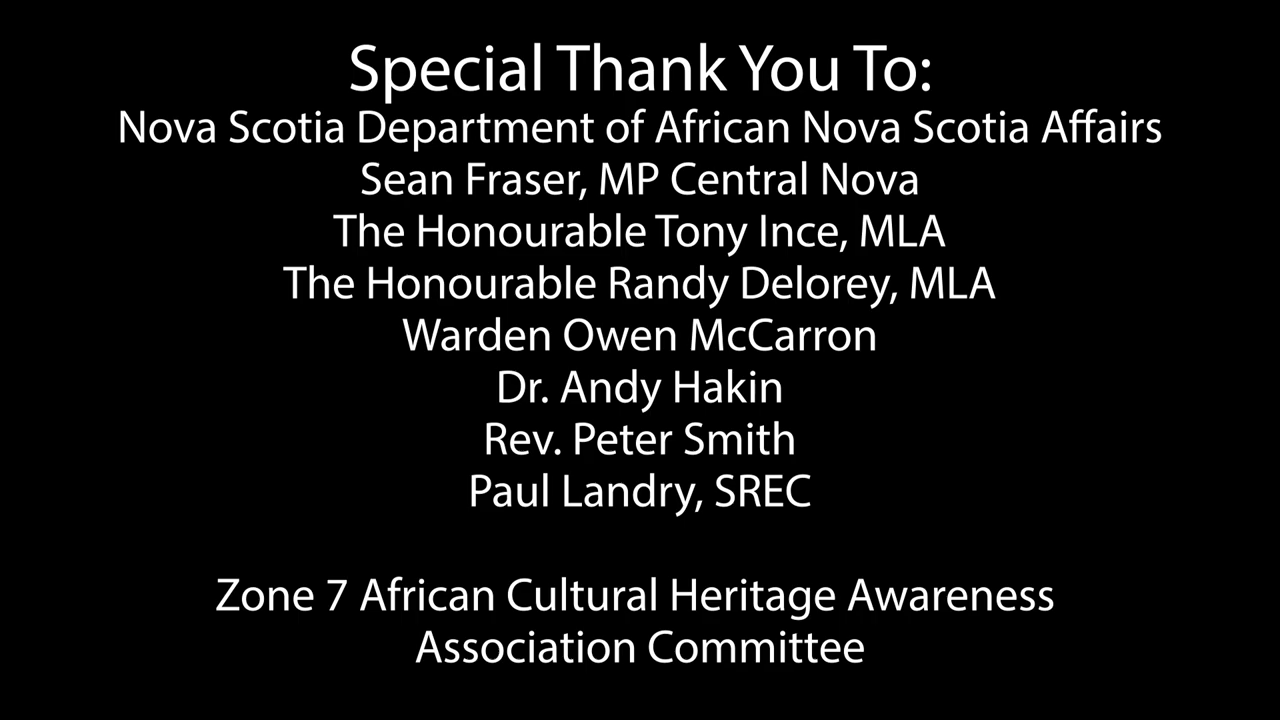 Special Thank You To:
Nova Scotia Department of African Nova Scotia Affairs
Sean Fraser, MP Central Nova
The Honourable Tony Ince, MLA
The Honourable Randy Delorey, MLA
Warden Owen McCarron
Dr. Andy Hakin
Rev. Peter Smith
Paul Landry, SREC
Zone 7 African Cultural Heritage Awareness
Association Committee